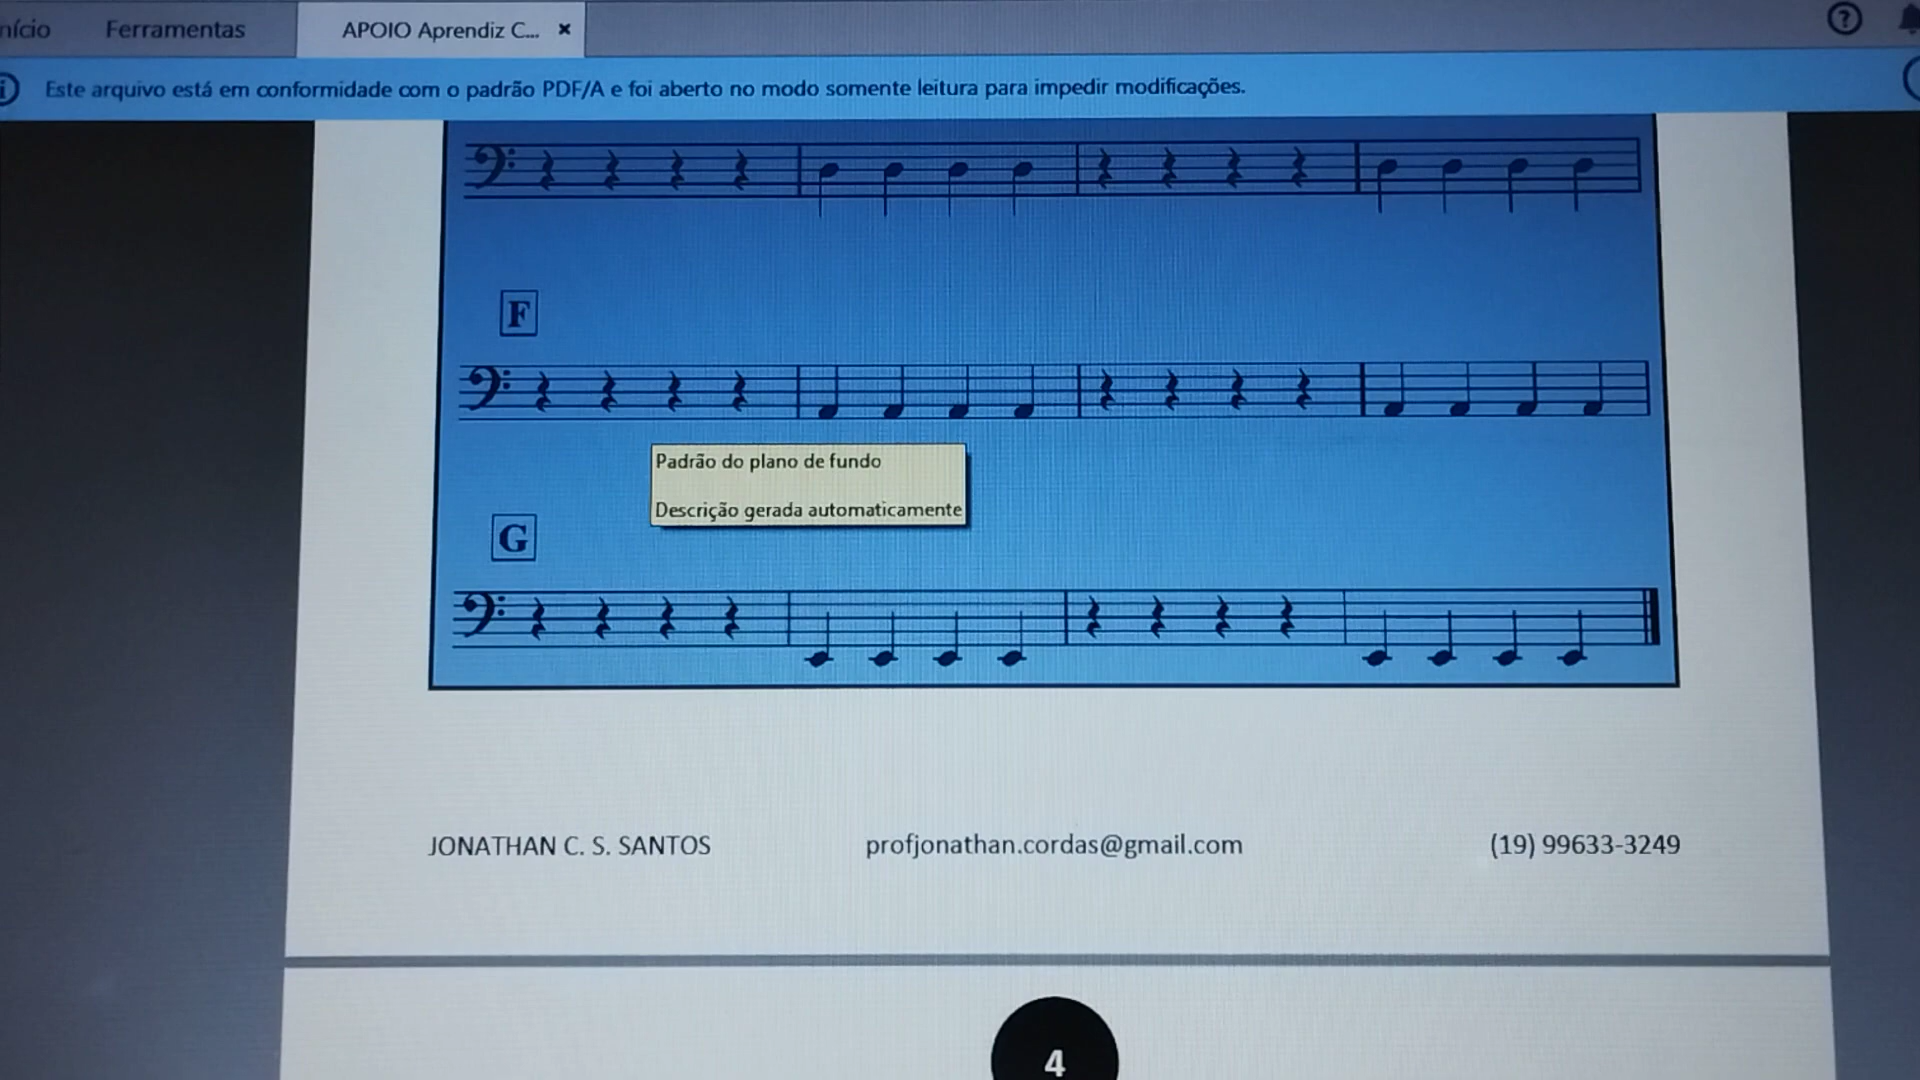 nício Ferramentas APOIO Aprendiz C... ×
Este arquivo está em conformidade com o padrão PDF/A e foi aberto no modo somente leitura para impedir modificações.
F
Padrão do plano de fundo
Descrição gerada automaticamente
G
JONATHAN C. S. SANTOS profjonathan.cordas@gmail.com (19) 99633-3249
4